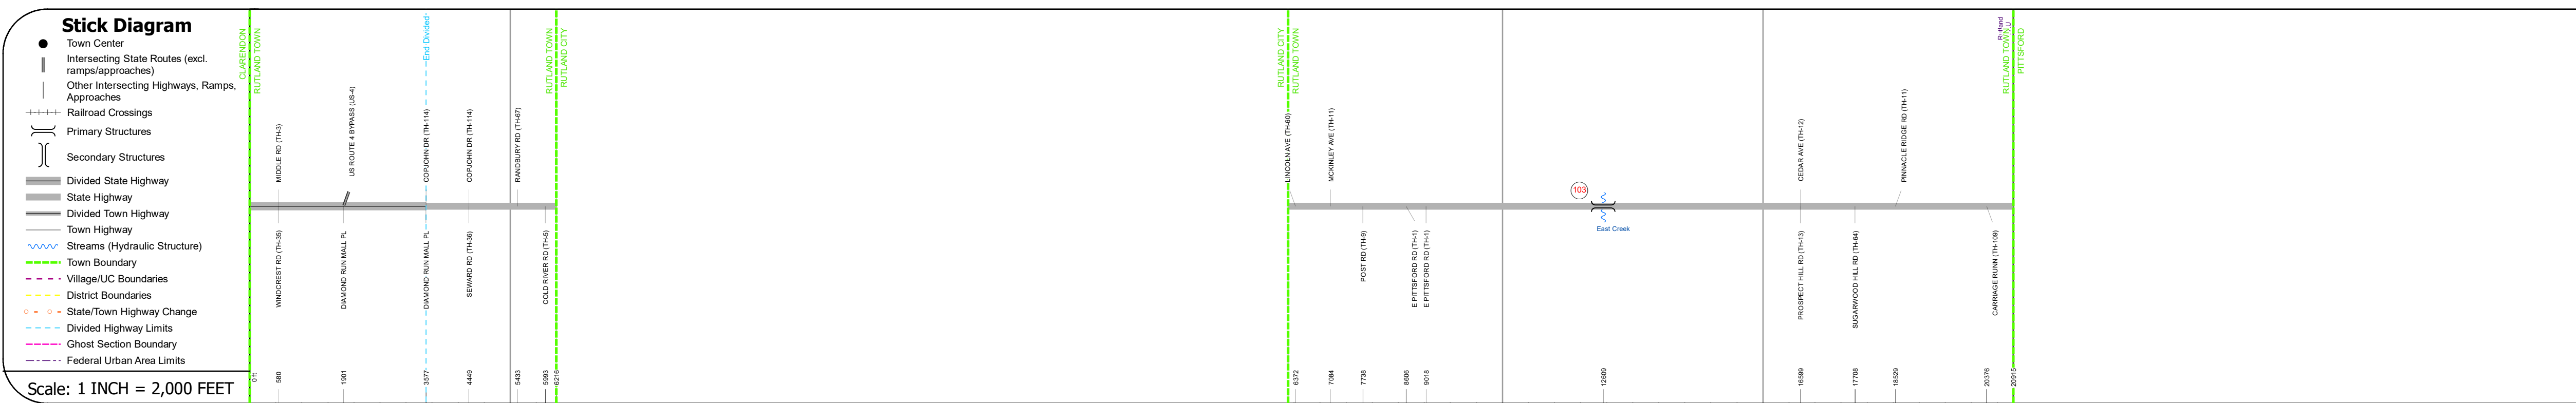 Stick Diagram
Town Center
Intersecting State Routes (excl.
ramps/approaches)
Other Intersecting Highways, Ramps,
Approaches
Railroad Crossings
Primary Structures
Secondary Structures
Divided State Highway
State Highway
Divided Town Highway
Town Highway
Streams (Hydraulic Structure)
Town Boundary
Village/UC Boundaries
District Boundaries
State/Town Highway Change
Divided Highway Limits
Ghost Section Boundary
Federal Urban Area Limits
Scale: 1 INCH = 2,000 FEET
CLARENDON
RUTLAND TOWN
End Divided
RUTLAND TOWN
RUTLAND CITY
RUTLAND CITY
RUTLAND TOWN
RUTLAND TOWN
PITTSFORD
MIDDLE RD (TH-3)
US ROUTE 4 BYPASS (US-4)
COPJOHN DR (TH-114)
COPJOHN DR (TH-114)
RANDBURY RD (TH-67)
LINCOLN AVE (TH-60)
MCKINLEY AVE (TH-11)
CEDAR AVE (TH-12)
PINNACLE RIDGE RD (TH-11)
103
East Creek
WINDCREST RD (TH-35)
DIAMOND RUN MALL PL
DIAMOND RUN MALL PL
SEWARD RD (TH-36)
COLD RIVER RD (TH-5)
POST RD (TH-9)
E PITTSFORD RD (TH-1)
E PITTSFORD RD (TH-1)
PROSPECT HILL RD (TH-13)
SUGARWOOD HILL RD (TH-64)
CARRIAGE RUNN (TH-109)
0 ft
580
1901
3577
4449
5433
5993
6216
6372
7084
7738
8606
9018
12609
16599
17708
18529
20376
20915